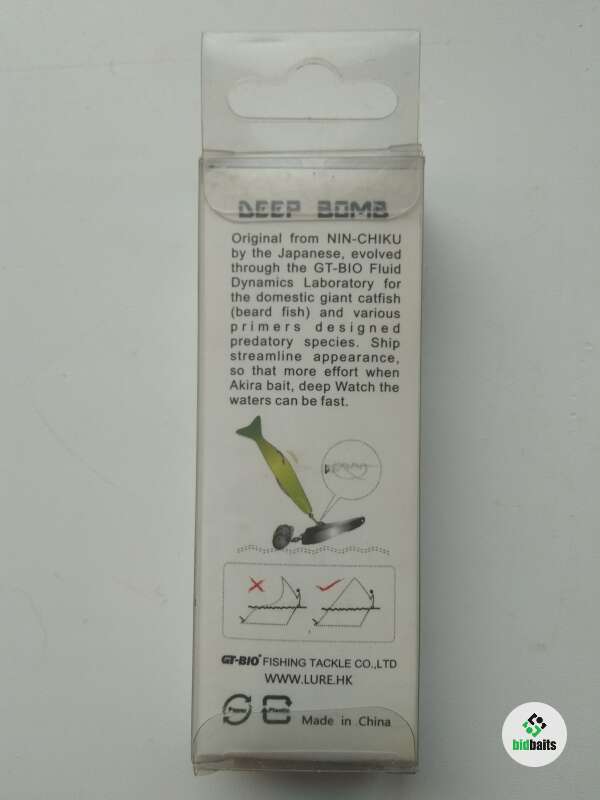 DEEP BOMB
Original from NIN-CHIKU
by the Japanese, evolved
through the GT-BIO Fluid
Dynamics Laboratory for
the domestic giant catfish
(beard fish) and various
primers designed
predatory species. Ship
streamline appearance,
so that more effort when
Akira bait, deep Watch the
waters can be fast.
GT-BIO® FISHING TACKLE CO.,LTD
WWW.LURE.HK
Paper Plastic Made in China
bidbaits